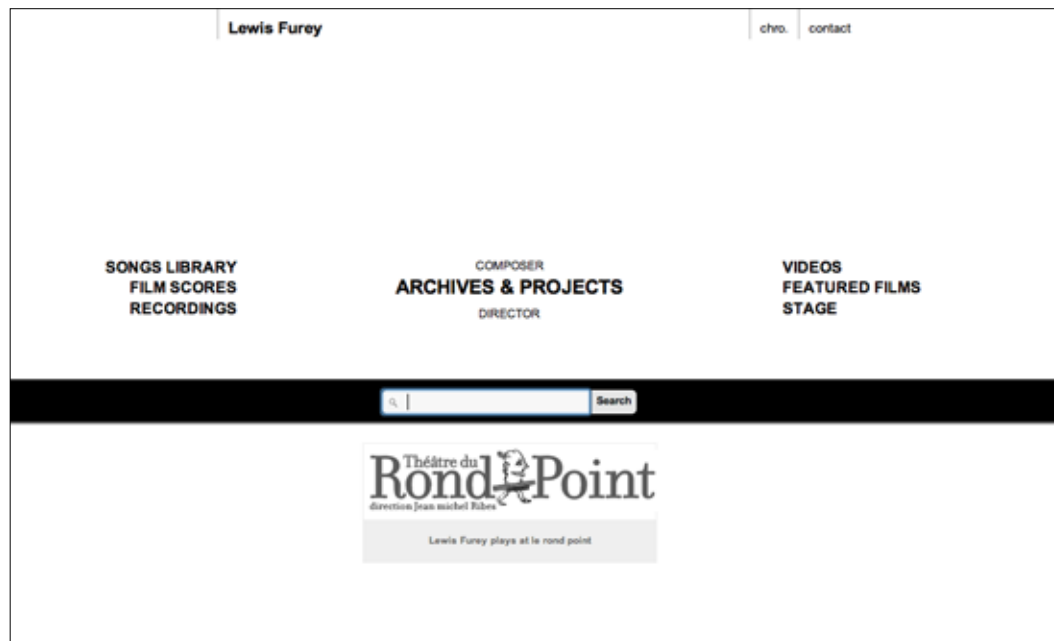 Lewis Furey
chro.
contact
SONGS LIBRARY
FILM SCORES
RECORDINGS
COMPOSER
ARCHIVES & PROJECTS
DIRECTOR
VIDEOS
FEATURED FILMS
STAGE
Search
Théâtre du
Rond Point
direction Jean michel Ribes
Lewis Furey plays at le rond point